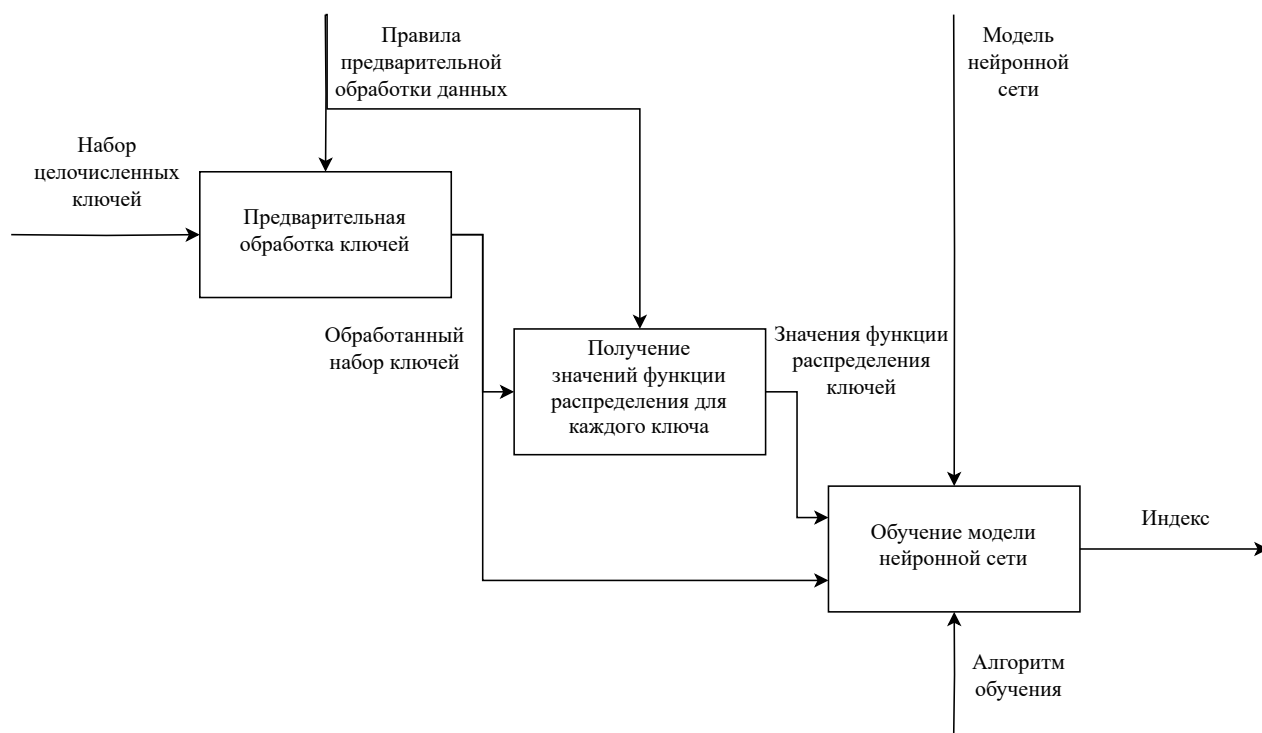 Правила
предварительной
обработки данных
Модель
нейронной
сети
Набор
целочисленных
ключей
Предварительная
обработка ключей
Обработанный
набор ключей
Получение
значений функции
распределения для
каждого ключа
Значения функции
распределения
ключей
Обучение модели
нейронной сети
Индекс
Алгоритм
обучения